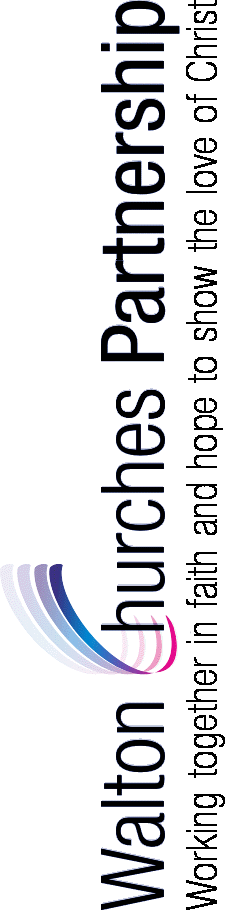 Walton Churches Partnership
Working together in faith and hope to show the love of Christ